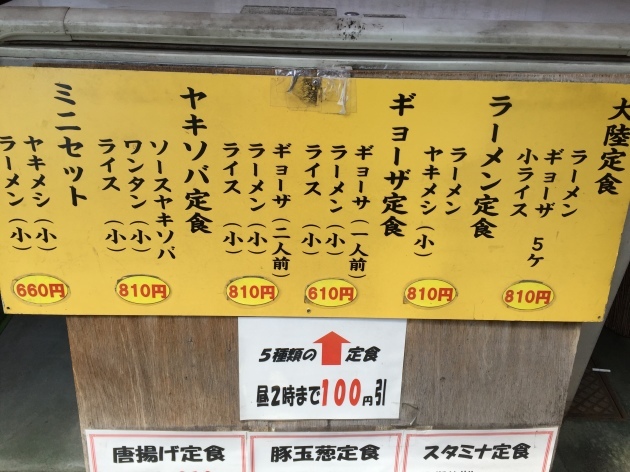 大陸定食
ラーメン
ギョーザ 5ケ
小ライス
810円
ラーメン定食
ラーメン
ヤキメシ(小)
810円
ギョーザ定食
ギョーザ(一人前)
ラーメン(小)
ライス(小)
610円
ギョーザ(二人前)
ラーメン(小)
ライス(小)
810円
ヤキソバ定食
ソースヤキソバ
ワンタン(小)
ライス(小)
810円
ミニセット
ヤキメシ(小)
ラーメン(小)
660円
5種類の定食
昼2時まで100円引
唐揚げ定食
豚玉葱定食
スタミナ定食